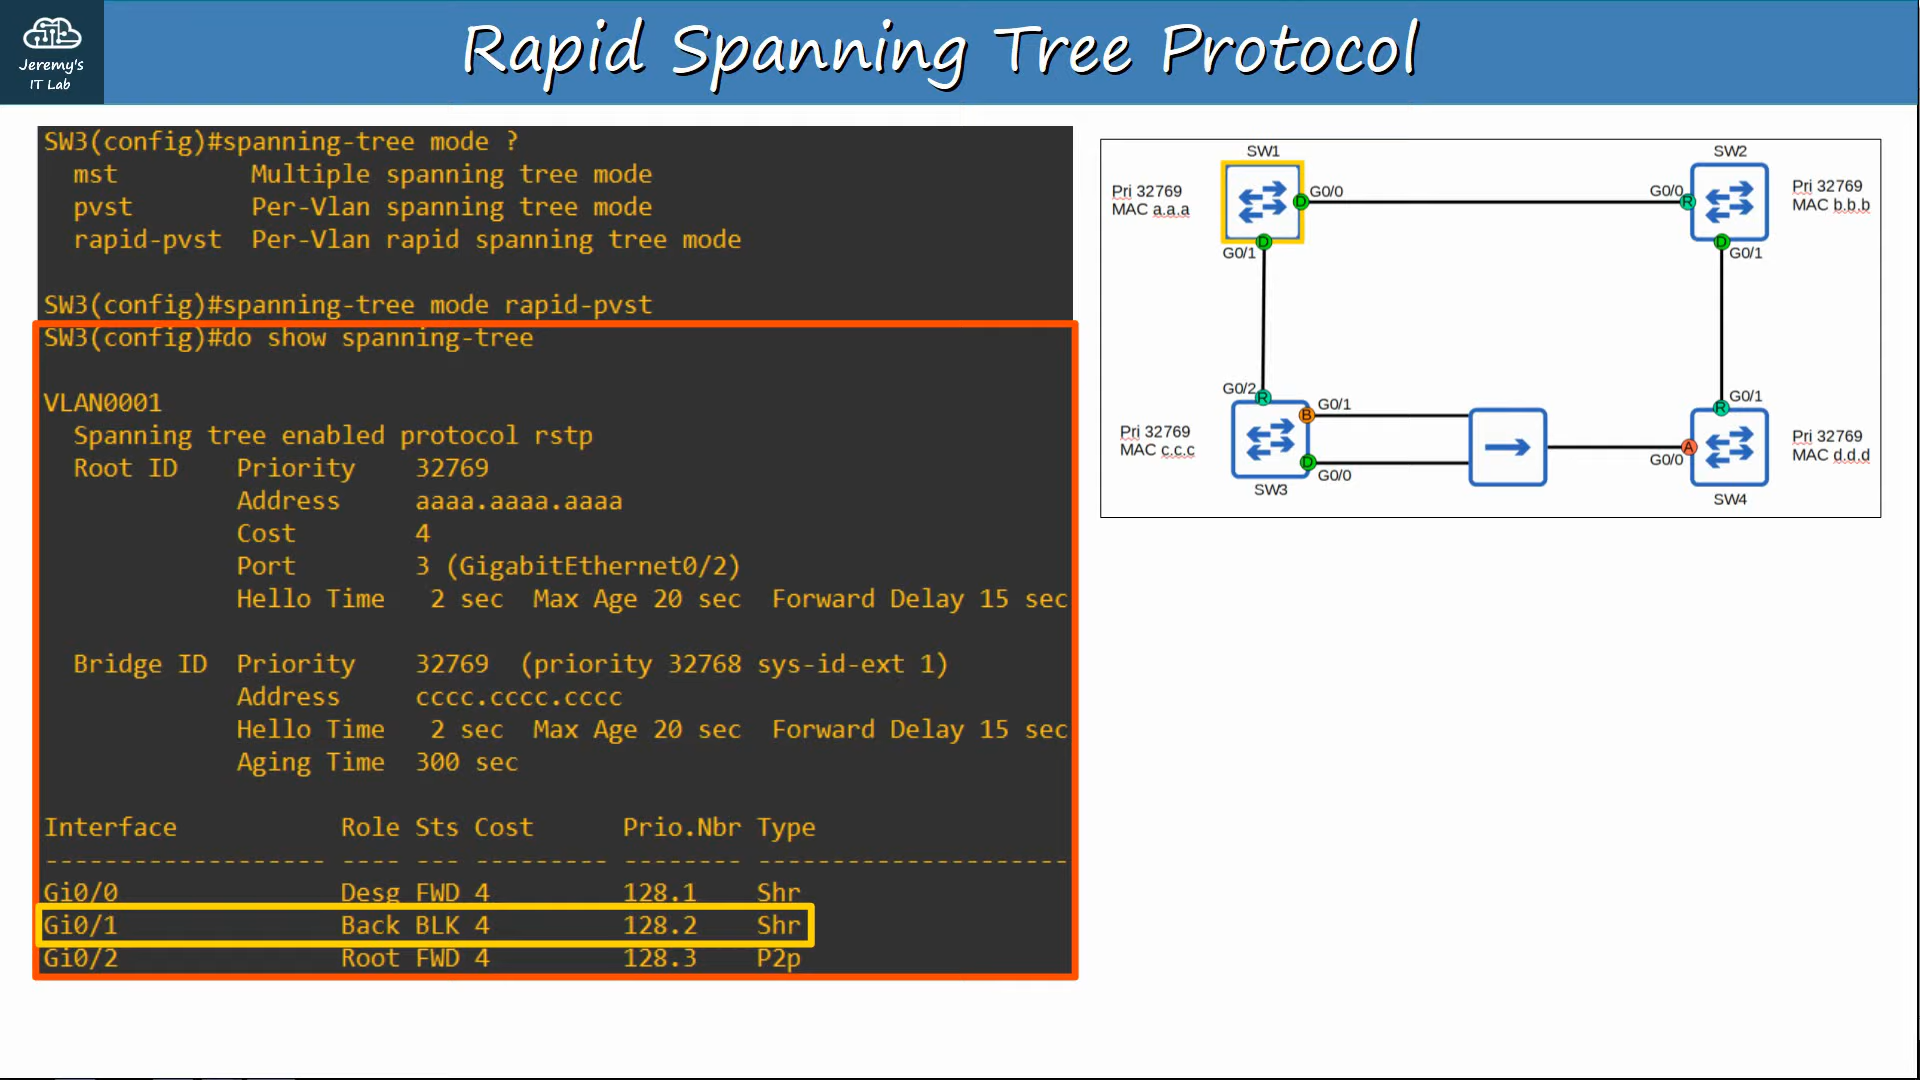 Jeremy's
IT Lab
Rapid Spanning Tree Protocol
SW3(config)#spanning-tree mode ?
mst Multiple spanning tree mode
pvst Per-Vlan spanning tree mode
rapid-pvst Per-Vlan rapid spanning tree mode
SW3(config)#spanning-tree mode rapid-pvst
SW3(config)#do show spanning-tree
VLAN0001
Spanning tree enabled protocol rstp
Root ID Priority 32769
Address aaaa.aaaa.aaaa
Cost 4
Port 3 (GigabitEthernet0/2)
Hello Time 2 sec Max Age 20 sec Forward Delay 15 sec
Bridge ID Priority 32769 (priority 32768 sys-id-ext 1)
Address cccc.cccc.cccc
Hello Time 2 sec Max Age 20 sec Forward Delay 15 sec
Aging Time 300 sec
Interface Role Sts Cost Prio.Nbr Type
------------------- ---- --- --------- -------- ---------------------
Gi0/0 Desg FWD 4 128.1 Shr
Gi0/1 Back BLK 4 128.2 Shr
Gi0/2 Root FWD 4 128.3 P2p
SW1
SW2
Pri 32769
MAC a.a.a
D G0/0
G0/0 R
Pri 32769
MAC b.b.b
D
G0/1
D
G0/1
G0/2 R
G0/1
R
Pri 32769
MAC c.c.c
B G0/1
D G0/0
SW3
A
G0/0
Pri 32769
MAC d.d.d
SW4